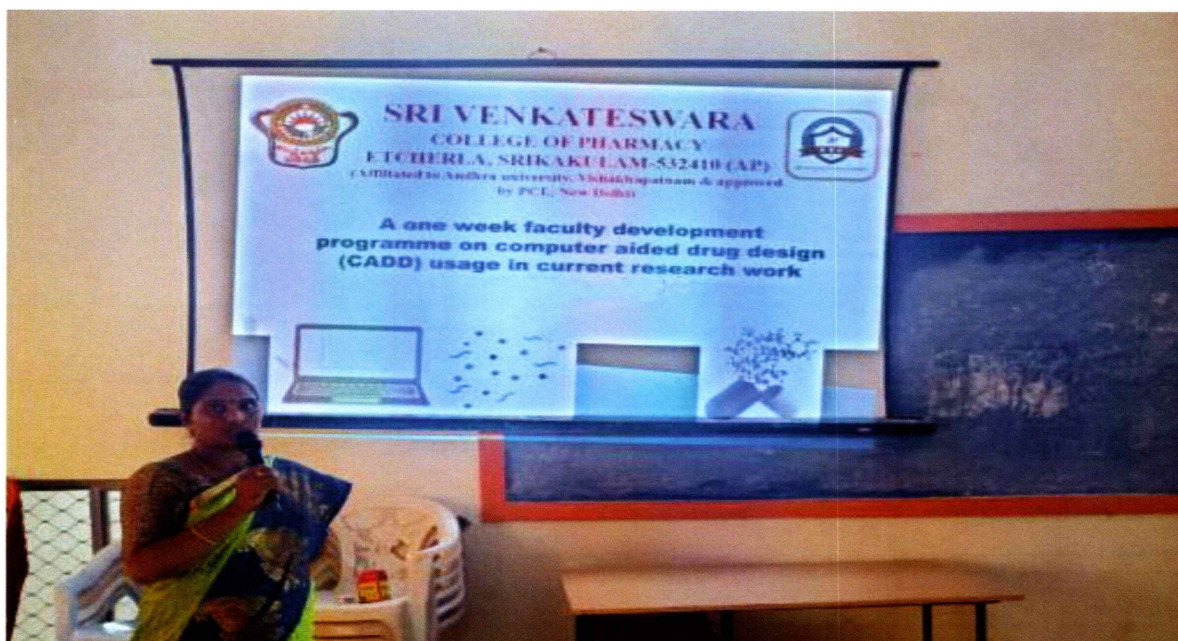 SRI VENKATESWARA
COLLEGE OF PHARMACY
ETCHERLA, SRIKAKULAM-532410 (AP)
(Affiliated to Andhra university, Vishakhapatnam & approved
by PCI, New Delhi)
A one week faculty development
programme on computer aided drug design
(CADD) usage in current research work